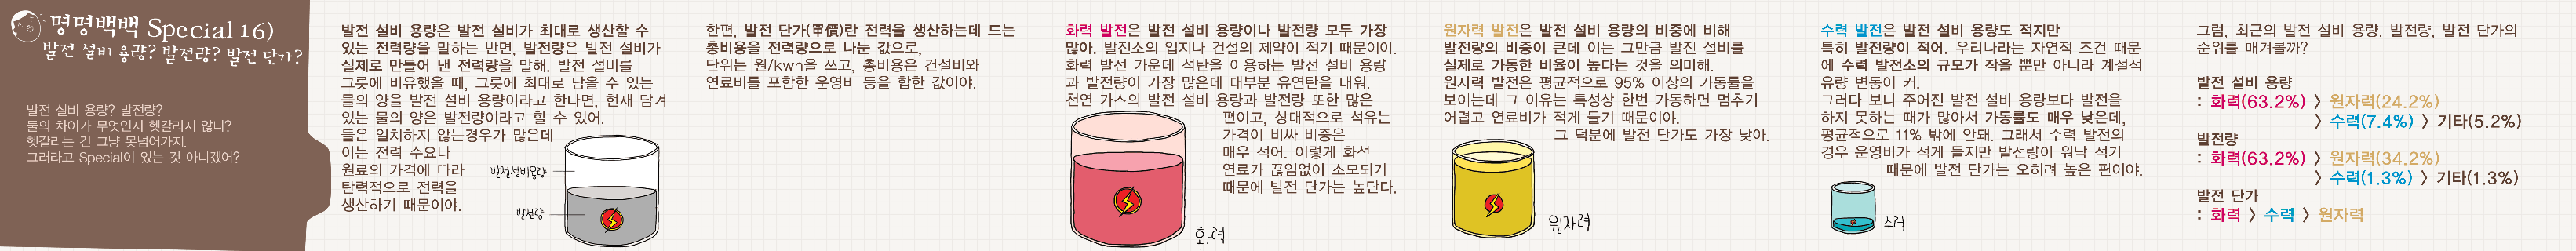 명명백백 Special 16)
발전 설비 용량? 발전량? 발전 단가?
발전 설비 용량? 발전량?
둘의 차이가 무엇인지 헷갈리지 않니?
헷갈리는 건 그냥 못넘어가지.
그러라고 Special이 있는 것 아니겠어?
발전 설비 용량은 발전 설비가 최대로 생산할 수
있는 전력량을 말하는 반면, 발전량은 발전 설비가
실제로 만들어 낸 전력량을 말해. 발전 설비를
그릇에 비유했을 때, 그릇에 최대로 담을 수 있는
물의 양을 발전 설비 용량이라고 한다면, 현재 담겨
있는 물의 양은 발전량이라고 할 수 있어.
둘은 일치하지 않는경우가 많은데
이는 전력 수요나
원료의 가격에 따라
탄력적으로 전력을
생산하기 때문이야.
발전설비용량
발전량
한편, 발전 단가(單價)란 전력을 생산하는데 드는
총비용을 전력량으로 나눈 값으로,
단위는 원/kwh을 쓰고, 총비용은 건설비와
연료비를 포함한 운영비 등을 합한 값이야.
화력 발전은 발전 설비 용량이나 발전량 모두 가장
많아. 발전소의 입지나 건설의 제약이 적기 때문이야.
화력 발전 가운데 석탄을 이용하는 발전 설비 용량
과 발전량이 가장 많은데 대부분 유연탄을 태워.
천연 가스의 발전 설비 용량과 발전량 또한 많은
편이고, 상대적으로 석유는
가격이 비싸 비중은
매우 적어. 이렇게 화석
연료가 끊임없이 소모되기
때문에 발전 단가는 높단다.
화력
원자력 발전은 발전 설비 용량의 비중에 비해
발전량의 비중이 큰데 이는 그만큼 발전 설비를
실제로 가동한 비율이 높다는 것을 의미해.
원자력 발전은 평균적으로 95% 이상의 가동률을
보이는데 그 이유는 특성상 한번 가동하면 멈추기
어렵고 연료비가 적게 들기 때문이야.
그 덕분에 발전 단가도 가장 낮아.
원자력
수력 발전은 발전 설비 용량도 적지만
특히 발전량이 적어. 우리나라는 자연적 조건 때문
에 수력 발전소의 규모가 작을 뿐만 아니라 계절적
유량 변동이 커.
그러다 보니 주어진 발전 설비 용량보다 발전을
하지 못하는 때가 많아서 가동률도 매우 낮은데,
평균적으로 11% 밖에 안돼. 그래서 수력 발전의
경우 운영비가 적게 들지만 발전량이 워낙 적기
때문에 발전 단가는 오히려 높은 편이야.
수력
그럼, 최근의 발전 설비 용량, 발전량, 발전 단가의
순위를 매겨볼까?
발전 설비 용량
: 화력(63.2%) > 원자력(24.2%)
> 수력(7.4%) > 기타(5.2%)
발전량
: 화력(63.2%) > 원자력(34.2%)
> 수력(1.3%) > 기타(1.3%)
발전 단가
: 화력 > 수력 > 원자력